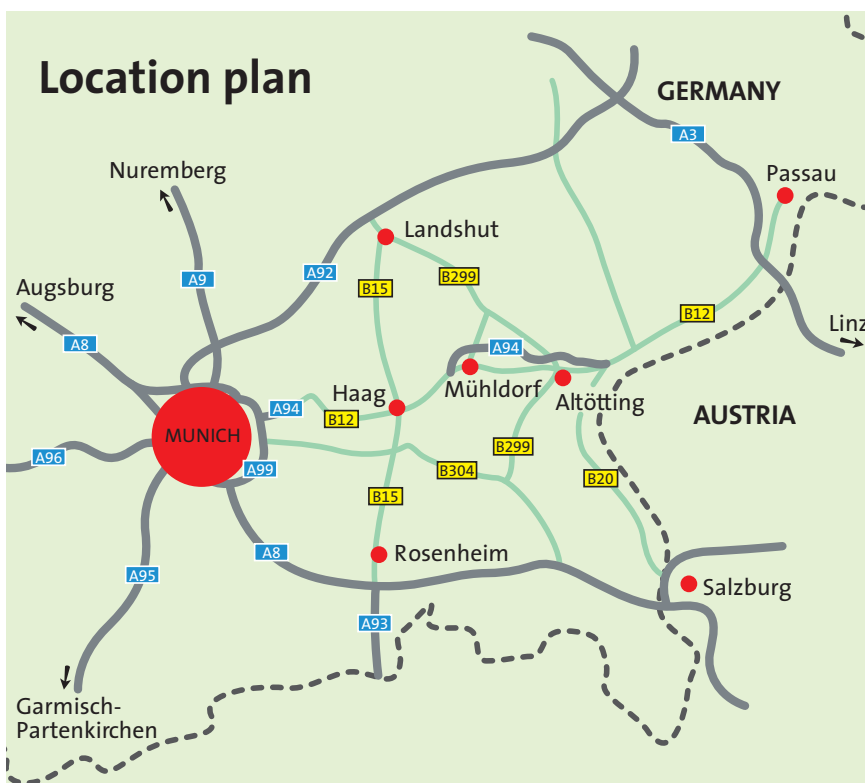 Location plan
GERMANY
A3
Nuremberg
Passau
Landshut
A9
A92
B299
Augsburg
B15
B12
Linz
A8
A94
Haag
Mühldorf
Altötting
A94
B12
AUSTRIA
MUNICH
B299
A96
A99
B304
B20
B15
A8
Rosenheim
A95
Salzburg
A93
Garmisch-
Partenkirchen